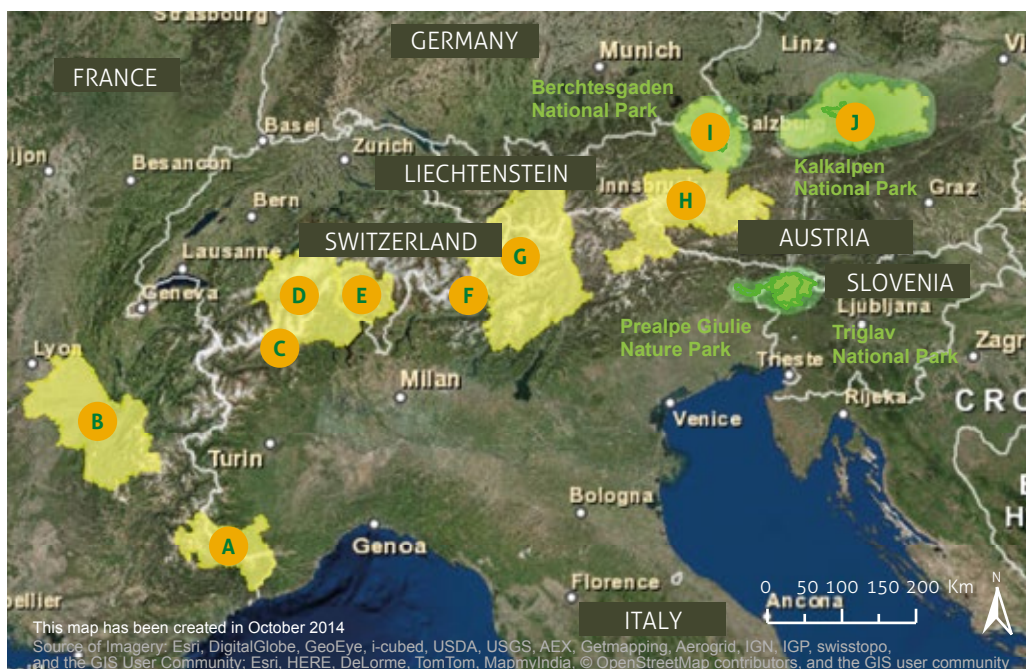 Strasbourg
GERMANY
Munich
Linz
Vi
FRANCE
Berchtesgaden
National Park
I
Salzburg
J
Basel
Dijon
Besancon
Zurich
LIECHTENSTEIN
Innsbruck
Kalkalpen
National Park
Graz
Bern
H
SWITZERLAND
AUSTRIA
Lausanne
G
SLOVENIA
Geneva
D
E
F
Ljubljana
Prealpe Giulie
Nature Park
Triglav
National Park
Zagr
C
Trieste
Lyon
Milan
Venice
Rijeka
CRO
B
Turin
Bologna
H
A
Genoa
Florence
0 50 100 150 200 Km
N
Ancona
ITALY
This map has been created in October 2014
Source of Imagery: Esri, DigitalGlobe, GeoEye, i-cubed, USDA, USGS, AEX, Getmapping, Aerogrid, IGN, IGP, swisstopo,
and the GIS User Community; Esri, HERE, DeLorme, TomTom, MapmyIndia, © OpenStreetMap contributors, and the GIS user community